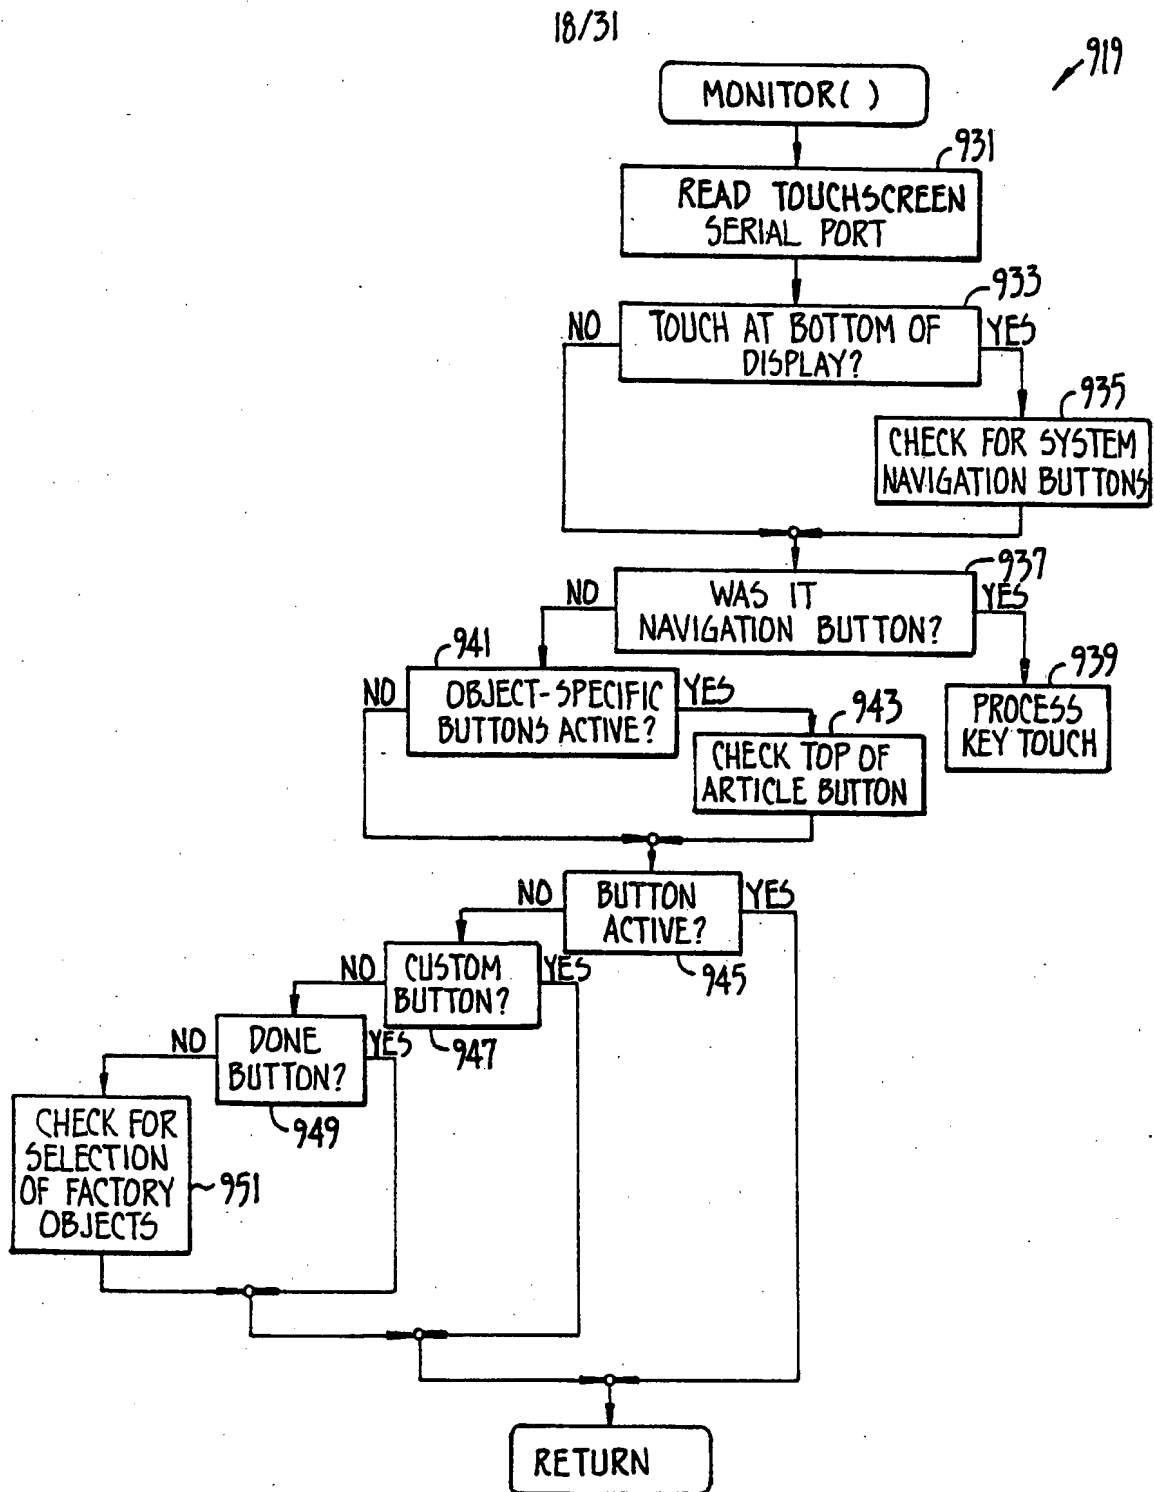 18/31
919
MONITOR( )
931
READ TOUCHSCREEN
SERIAL PORT
933
NO
TOUCH AT BOTTOM OF
DISPLAY?
YES
935
CHECK FOR SYSTEM
NAVIGATION BUTTONS
937
NO
WAS IT
NAVIGATION BUTTON?
YES
941
939
NO
OBJECT-SPECIFIC
BUTTONS ACTIVE?
YES
943
PROCESS
KEY TOUCH
CHECK TOP OF
ARTICLE BUTTON
NO
BUTTON
ACTIVE?
YES
945
NO
CUSTOM
BUTTON?
YES
947
NO
DONE
BUTTON?
YES
949
CHECK FOR
SELECTION
OF FACTORY
OBJECTS
951
RETURN